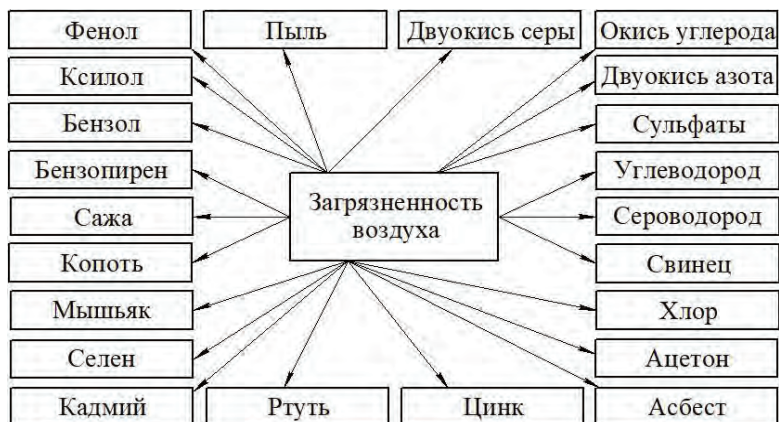 Фенол
Пыль
Двуокись серы
Окись углерода
Ксилол
Двуокись азота
Бензол
Сульфаты
Бензопирен
Углеводород
Загрязненность
воздуха
Сажа
Сероводород
Копоть
Свинец
Мышьяк
Хлор
Селен
Ацетон
Кадмий
Ртуть
Цинк
Асбест